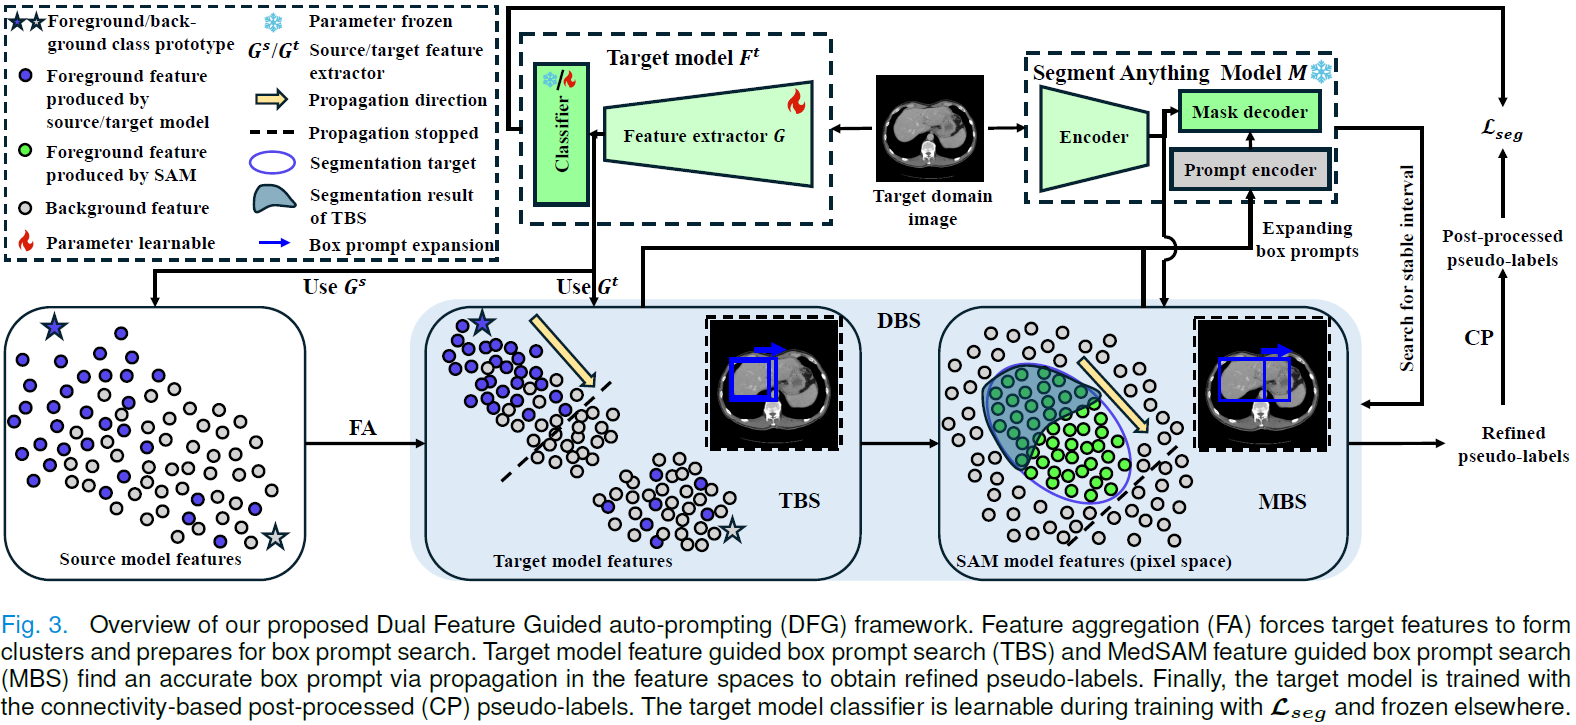 Foreground/back-
ground class prototype
Foreground feature
produced by
source/target model
Foreground feature
produced by SAM
Background feature
Parameter learnable
Parameter frozen
Gˢ/Gᵗ Source/target feature
extractor
Propagation direction
Propagation stopped
Segmentation target
Segmentation result
of TBS
Box prompt expansion
Target model Fᵗ
Classifier
/
Feature extractor G
Target domain
image
Segment Anything Model M
Encoder
Mask decoder
Prompt encoder
Expanding
box prompts
Search for stable interval
ℒ𝑠𝑒𝑔
Post-processed
pseudo-labels
CP
Refined
pseudo-labels
Use Gˢ
Use Gᵗ
Source model features
FA
DBS
TBS
Target model features
MBS
SAM model features (pixel space)
Fig. 3. Overview of our proposed Dual Feature Guided auto-prompting (DFG) framework. Feature aggregation (FA) forces target features to form
clusters and prepares for box prompt search. Target model feature guided box prompt search (TBS) and MedSAM feature guided box prompt search
(MBS) find an accurate box prompt via propagation in the feature spaces to obtain refined pseudo-labels. Finally, the target model is trained with
the connectivity-based post-processed (CP) pseudo-labels. The target model classifier is learnable during training with ℒ𝑠𝑒𝑔 and frozen elsewhere.